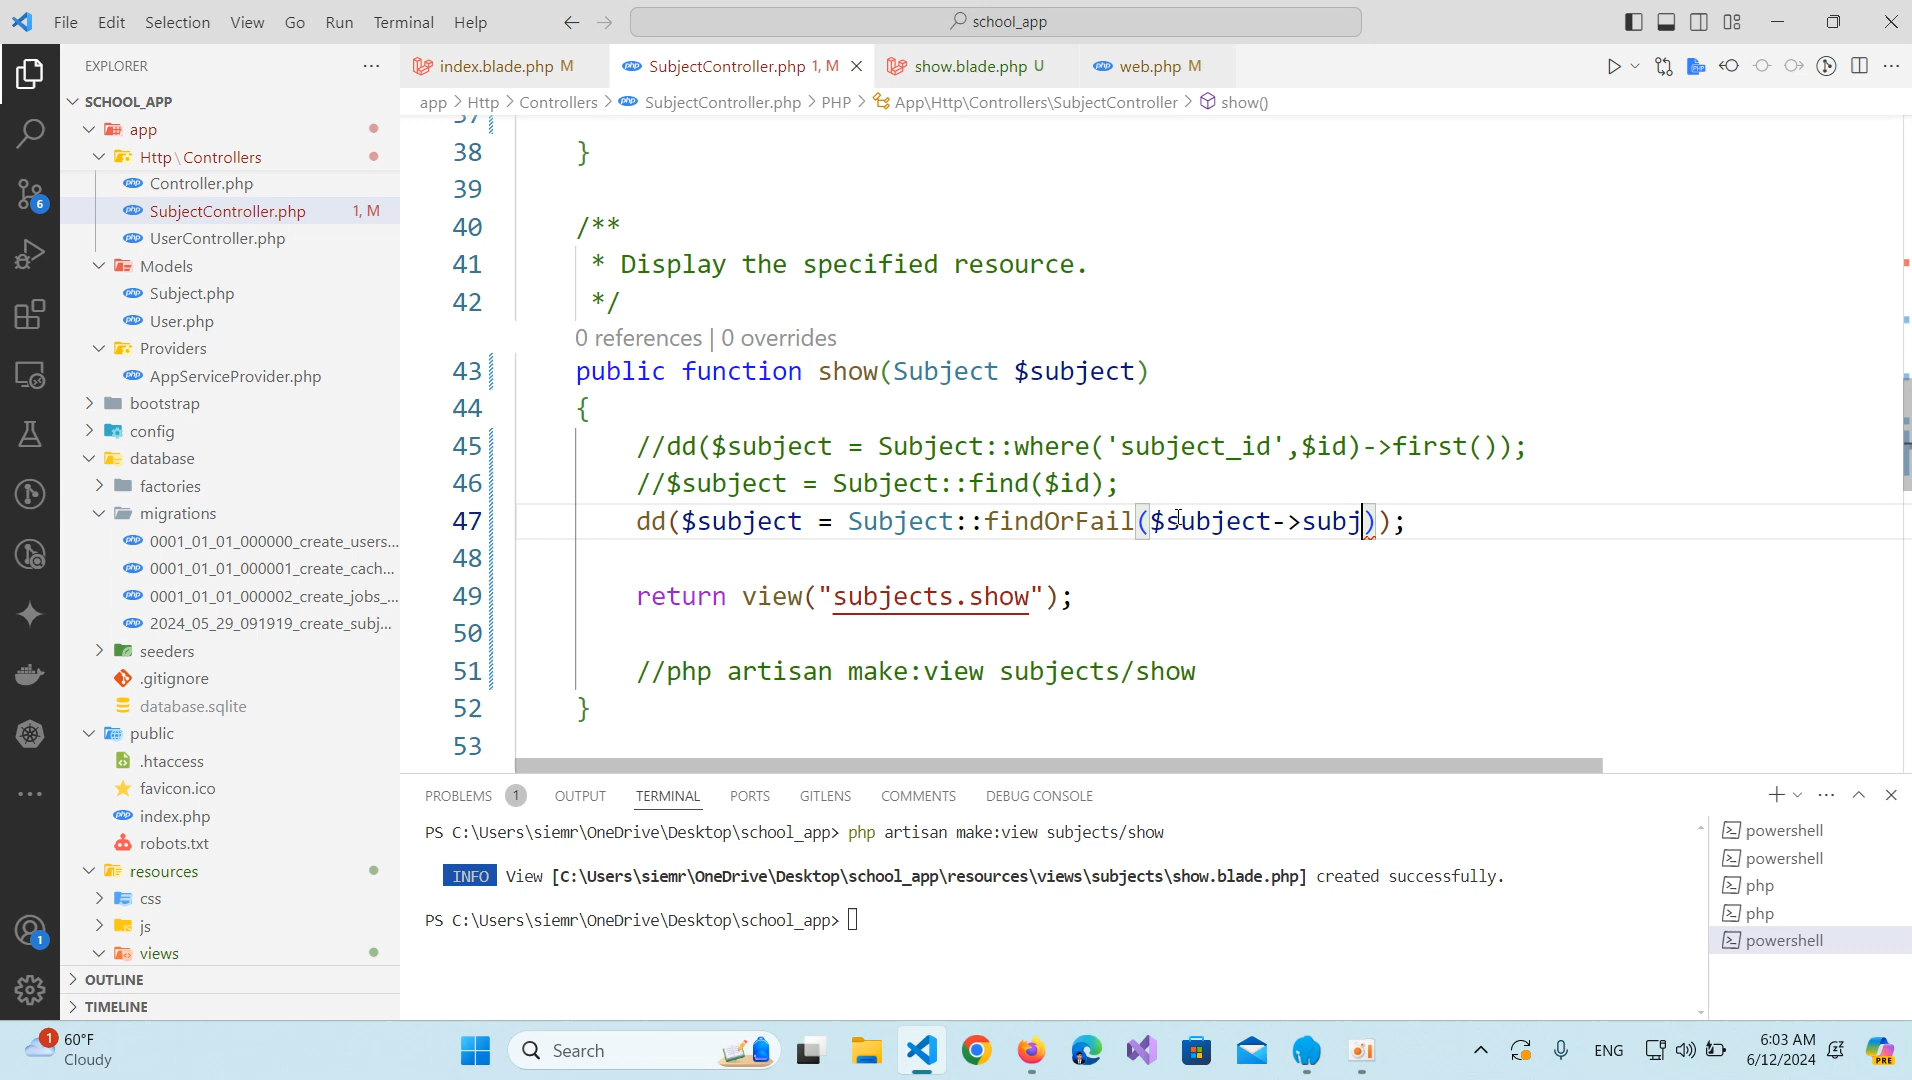 File Edit Selection View Go Run Terminal Help
school_app
EXPLORER
index.blade.php M
SubjectController.php 1, M
show.blade.php U
web.php M
app > Http > Controllers > SubjectController.php > PHP > App\Http\Controllers\SubjectController > show()
SCHOOL_APP
app
Http \ Controllers
Controller.php
SubjectController.php 1, M
UserController.php
Models
Subject.php
User.php
Providers
AppServiceProvider.php
bootstrap
config
database
factories
migrations
0001_01_01_000000_create_users...
0001_01_01_000001_create_cach...
0001_01_01_000002_create_jobs_...
2024_05_29_091919_create_subj...
seeders
.gitignore
database.sqlite
public
.htaccess
favicon.ico
index.php
robots.txt
resources
css
js
views
OUTLINE
TIMELINE
37
38 }
39
40 /**
41 * Display the specified resource.
42 */
0 references | 0 overrides
43 public function show(Subject $subject)
44 {
45 //dd($subject = Subject::where('subject_id',$id)->first());
46 //$subject = Subject::find($id);
47 dd($subject = Subject::findOrFail($subject->subj));
48
49 return view("subjects.show");
50
51 //php artisan make:view subjects/show
52 }
53
PROBLEMS 1 OUTPUT TERMINAL PORTS GITLENS COMMENTS DEBUG CONSOLE
PS C:\Users\siemr\OneDrive\Desktop\school_app> php artisan make:view subjects/show
INFO View [C:\Users\siemr\OneDrive\Desktop\school_app\resources\views\subjects\show.blade.php] created successfully.
PS C:\Users\siemr\OneDrive\Desktop\school_app>
powershell
powershell
php
php
powershell
6
1
1
60°F
Cloudy
Search
ENG
6:03 AM
6/12/2024
PRE